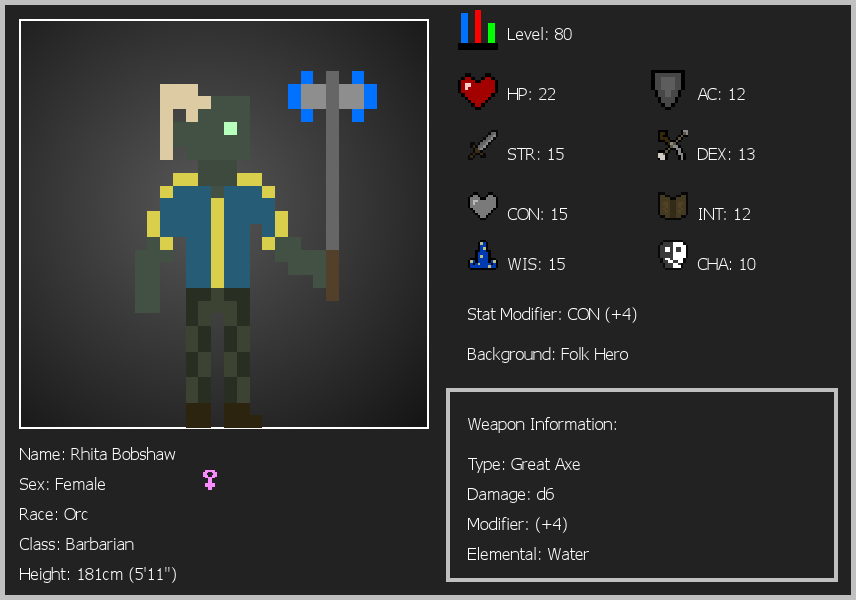 Level: 80
HP: 22
AC: 12
STR: 15
DEX: 13
CON: 15
INT: 12
WIS: 15
CHA: 10
Stat Modifier: CON (+4)
Background: Folk Hero
Weapon Information:
Type: Great Axe
Damage: d6
Modifier: (+4)
Elemental: Water
Name: Rhita Bobshaw
Sex: Female
Race: Orc
Class: Barbarian
Height: 181cm (5'11")